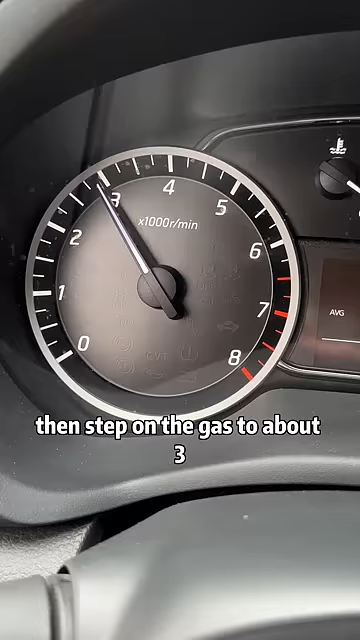 4
3
5
x1000r/min
2
6
1
7
0
8
CVT
AVG
then step on the gas to about
3